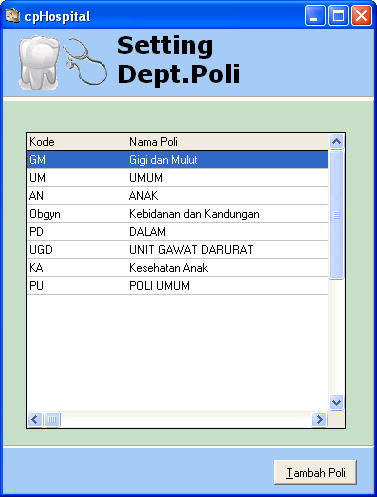 cpHospital
Setting
Dept.Poli
Kode Nama Poli
GM Gigi dan Mulut
UM UMUM
AN ANAK
Obgyn Kebidanan dan Kandungan
PD DALAM
UGD UNIT GAWAT DARURAT
KA Kesehatan Anak
PU POLI UMUM
Tambah Poli